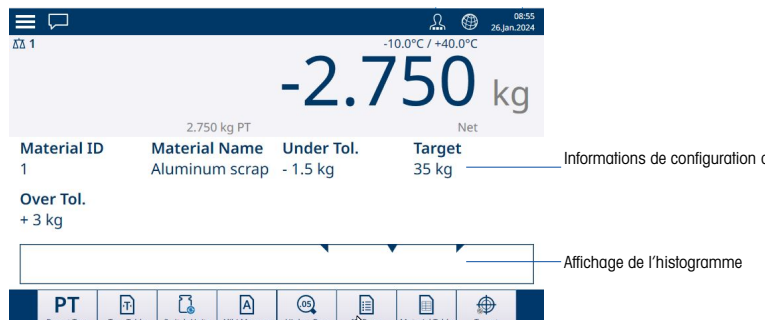 08:55
26.Jan.2024
1
-10.0°C / +40.0°C
-2.750 kg
2.750 kg PT
Net
Material ID
Material Name
Under Tol.
Target
1
Aluminum scrap
- 1.5 kg
35 kg
Informations de configuration
Over Tol.
+ 3 kg
Affichage de l'histogramme
PT
T
A
.05